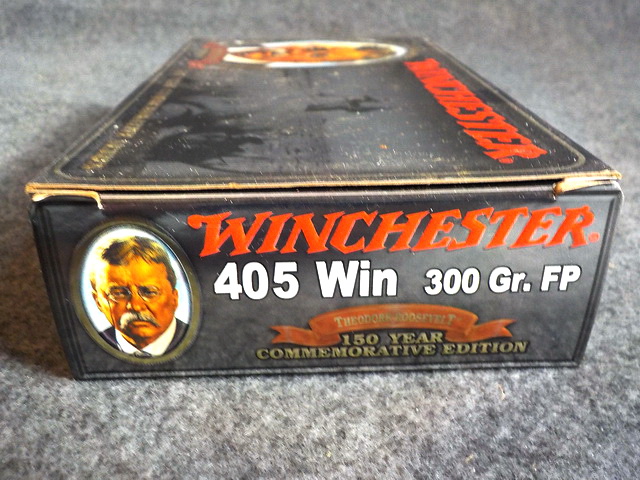 WINCHESTER
WINCHESTER®
405 Win 300 Gr. FP
THEODORE ROOSEVELT
150 YEAR
COMMEMORATIVE EDITION